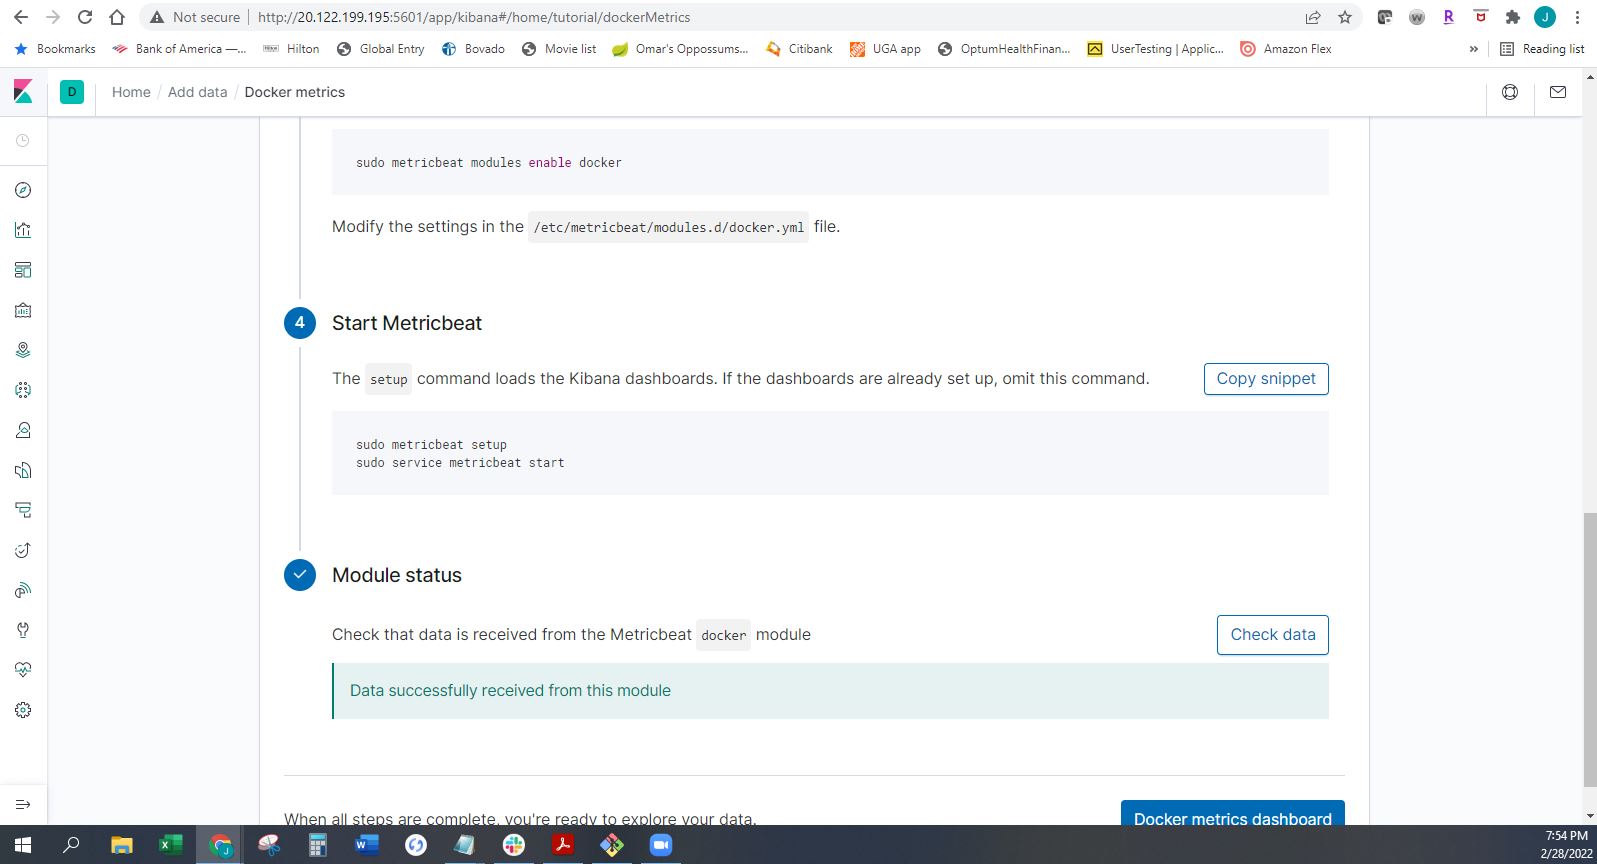 Not secure | http://20.122.199.195:5601/app/kibana#/home/tutorial/dockerMetrics
J
Bookmarks Bank of America —... Hilton Global Entry Bovado Movie list Omar's Oppossums... Citibank UGA app OptumHealthFinan... UserTesting | Applic... Amazon Flex » Reading list
D Home / Add data / Docker metrics
sudo metricbeat modules enable docker
Modify the settings in the /etc/metricbeat/modules.d/docker.yml file.
4 Start Metricbeat
The setup command loads the Kibana dashboards. If the dashboards are already set up, omit this command. Copy snippet
sudo metricbeat setup
sudo service metricbeat start
Module status
Check that data is received from the Metricbeat docker module Check data
Data successfully received from this module
When all steps are complete, you're ready to explore your data. Docker metrics dashboard
7:54 PM
2/28/2022